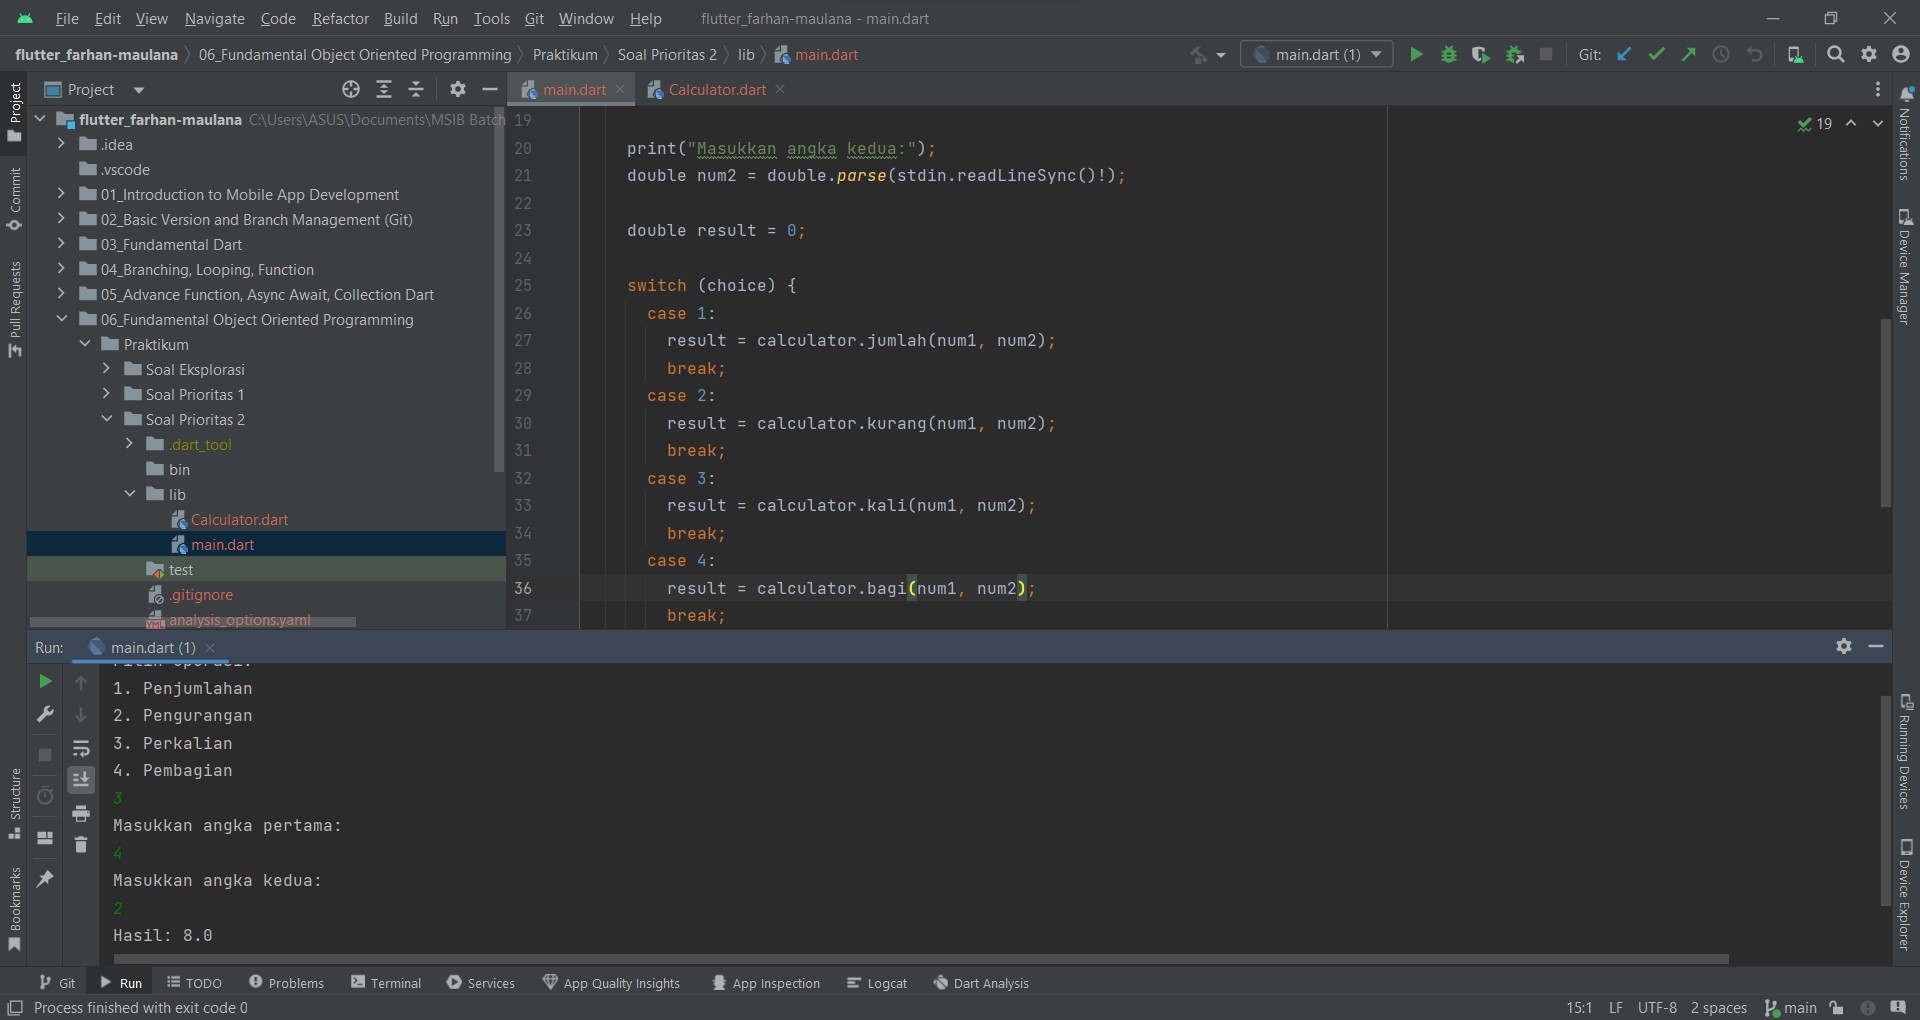 File Edit View Navigate Code Refactor Build Run Tools Git Window Help flutter_farhan-maulana - main.dart
flutter_farhan-maulana 06_Fundamental Object Oriented Programming Praktikum Soal Prioritas 2 lib main.dart main.dart (1) Git:
Project
Commit
Pull Requests
Structure
Bookmarks
Project
flutter_farhan-maulana C:\Users\ASUS\Documents\MSIB Batch
.idea
.vscode
01_Introduction to Mobile App Development
02_Basic Version and Branch Management (Git)
03_Fundamental Dart
04_Branching, Looping, Function
05_Advance Function, Async Await, Collection Dart
06_Fundamental Object Oriented Programming
Praktikum
Soal Eksplorasi
Soal Prioritas 1
Soal Prioritas 2
.dart_tool
bin
lib
Calculator.dart
main.dart
test
.gitignore
analysis_options.yaml
main.dart Calculator.dart
19
19
20 print("Masukkan angka kedua:");
21 double num2 = double.parse(stdin.readLineSync()!);
22
23 double result = 0;
24
25 switch (choice) {
26 case 1:
27 result = calculator.jumlah(num1, num2);
28 break;
29 case 2:
30 result = calculator.kurang(num1, num2);
31 break;
32 case 3:
33 result = calculator.kali(num1, num2);
34 break;
35 case 4:
36 result = calculator.bagi(num1, num2);
37 break;
Notifications
Device Manager
Running Devices
Device Explorer
Run: main.dart (1)
1. Penjumlahan
2. Pengurangan
3. Perkalian
4. Pembagian
3
Masukkan angka pertama:
4
Masukkan angka kedua:
2
Hasil: 8.0
Git Run TODO Problems Terminal Services App Quality Insights App Inspection Logcat Dart Analysis
Process finished with exit code 0 15:1 LF UTF-8 2 spaces main